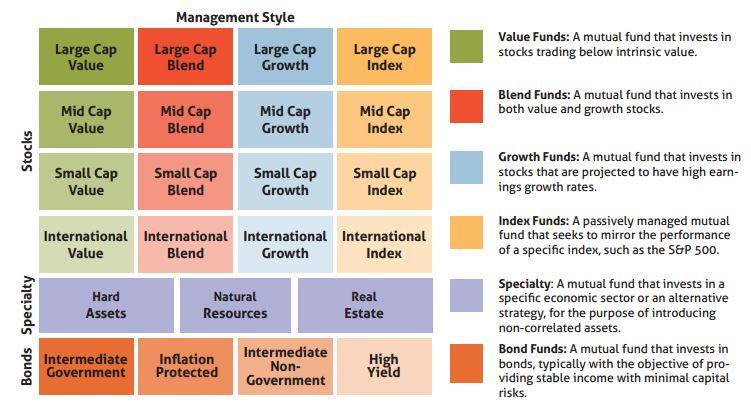 Management Style
Large Cap
Value
Large Cap
Blend
Large Cap
Growth
Large Cap
Index
Mid Cap
Value
Mid Cap
Blend
Mid Cap
Growth
Mid Cap
Index
Small Cap
Value
Small Cap
Blend
Small Cap
Growth
Small Cap
Index
International
Value
International
Blend
International
Growth
International
Index
Stocks
Hard
Assets
Natural
Resources
Real
Estate
Specialty
Intermediate
Government
Inflation
Protected
Intermediate
Non-
Government
High
Yield
Bonds
Value Funds: A mutual fund that invests in
stocks trading below intrinsic value.
Blend Funds: A mutual fund that invests in
both value and growth stocks.
Growth Funds: A mutual fund that invests in
stocks that are projected to have high earn-
ings growth rates.
Index Funds: A passively managed mutual
fund that seeks to mirror the performance
of a specific index, such as the S&P 500.
Specialty: A mutual fund that invests in a
specific economic sector or an alternative
strategy, for the purpose of introducing
non-correlated assets.
Bond Funds: A mutual fund that invests in
bonds, typically with the objective of pro-
viding stable income with minimal capital
risks.